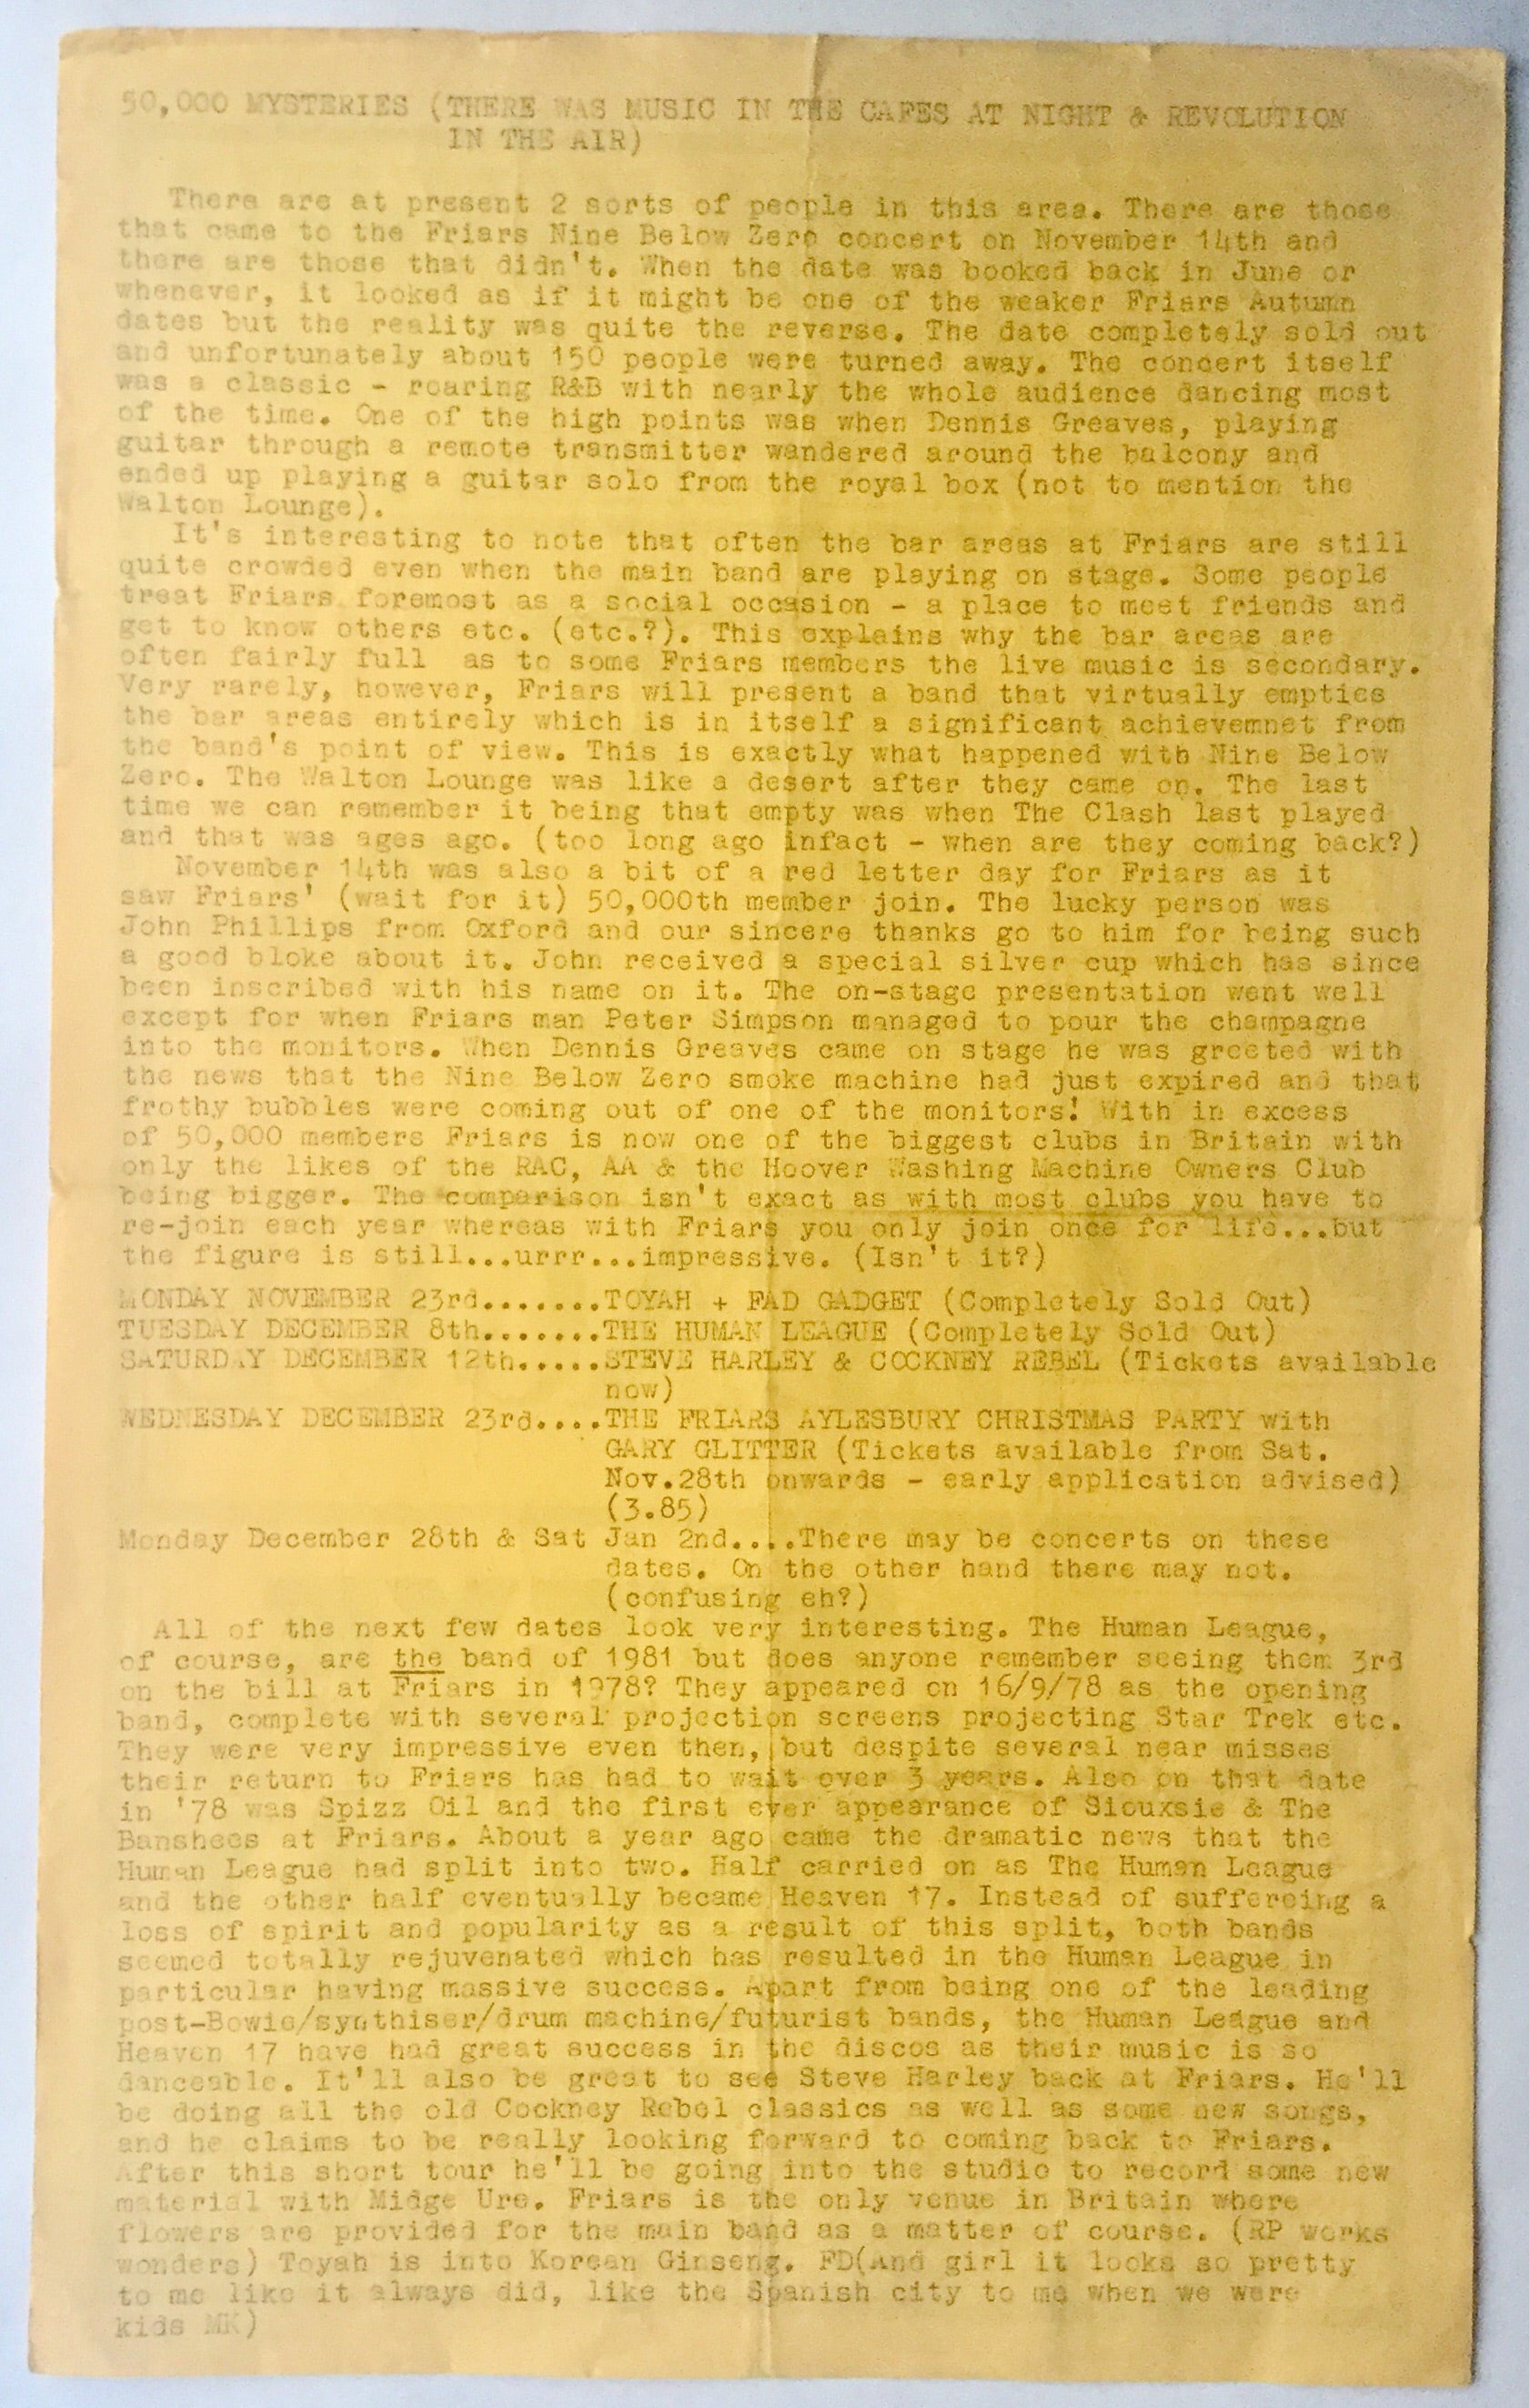 50,000 MYSTERIES (THERE WAS MUSIC IN THE CAFES AT NIGHT & REVOLUTION
IN THE AIR)
There are at present 2 sorts of people in this area. There are those
that came to the Friars Nine Below Zero concert on November 14th and
there are those that didn't. When the date was booked back in June or
whenever, it looked as if it might be one of the weaker Friars Autumn
dates but the reality was quite the reverse. The date completely sold out
and unfortunately about 150 people were turned away. The concert itself
was a classic - roaring R&B with nearly the whole audience dancing most
of the time. One of the high points was when Dennis Greaves, playing
guitar through a remote transmitter wandered around the balcony and
ended up playing a guitar solo from the royal box (not to mention the
Walton Lounge).
It's interesting to note that often the bar areas at Friars are still
quite crowded even when the main band are playing on stage. Some people
treat Friars foremost as a social occasion - a place to meet friends and
get to know others etc. (etc.?). This explains why the bar areas are
often fairly full as to some Friars members the live music is secondary.
Very rarely, however, Friars will present a band that virtually empties
the bar areas entirely which is in itself a significant achievemnet from
the band's point of view. This is exactly what happened with Nine Below
Zero. The Walton Lounge was like a desert after they came on. The last
time we can remember it being that empty was when The Clash last played
and that was ages ago. (too long ago infact - when are they coming back?)
November 14th was also a bit of a red letter day for Friars as it
saw Friars' (wait for it) 50,000th member join. The lucky person was
John Phillips from Oxford and our sincere thanks go to him for being such
a good bloke about it. John received a special silver cup which has since
been inscribed with his name on it. The on-stage presentation went well
except for when Friars man Peter Simpson managed to pour the champagne
into the monitors. When Dennis Greaves came on stage he was greeted with
the news that the Nine Below Zero smoke machine had just expired and that
frothy bubbles were coming out of one of the monitors! With in excess
of 50,000 members Friars is now one of the biggest clubs in Britain with
only the likes of the RAC, AA & the Hoover Washing Machine Owners Club
being bigger. The comparison isn't exact as with most clubs you have to
re-join each year whereas with Friars you only join once for life...but
the figure is still...urrr...impressive. (Isn't it?)
MONDAY NOVEMBER 23rd........TOYAH + FAD GADGET (Completely Sold Out)
TUESDAY DECEMBER 8th.......THE HUMAN LEAGUE (Completely Sold Out)
SATURDAY DECEMBER 12th.....STEVE HARLEY & COCKNEY REBEL (Tickets available
now)
WEDNESDAY DECEMBER 23rd....THE FRIARS AYLESBURY CHRISTMAS PARTY with
GARY GLITTER (Tickets available from Sat.
Nov.28th onwards - early application advised)
(3.85)
Monday December 28th & Sat Jan 2nd....There may be concerts on these
dates. On the other hand there may not.
(confusing eh?)
All of the next few dates look very interesting. The Human League,
of course, are the band of 1981 but does anyone remember seeing them 3rd
on the bill at Friars in 1978? They appeared on 16/9/78 as the opening
band, complete with several projection screens projecting Star Trek etc.
They were very impressive even then, but despite several near misses
their return to Friars has had to wait over 3 years. Also on that date
in '78 was Spizz Oil and the first ever appearance of Siouxsie & The
Banshees at Friars. About a year ago came the dramatic news that the
Human League had split into two. Half carried on as The Human League
and the other half eventually became Heaven 17. Instead of suffereing a
loss of spirit and popularity as a result of this split, both bands
seemed totally rejuvenated which has resulted in the Human League in
particular having massive success. Apart from being one of the leading
post-Bowie/synthiser/drum machine/futurist bands, the Human League and
Heaven 17 have had great success in the discos as their music is so
danceable. It'll also be great to see Steve Harley back at Friars. He'll
be doing all the old Cockney Rebel classics as well as some new songs,
and he claims to be really looking forward to coming back to Friars.
After this short tour he'll be going into the studio to record some new
material with Midge Ure. Friars is the only venue in Britain where
flowers are provided for the main band as a matter of course. (RP works
wonders) Toyah is into Korean Ginseng. FD(And girl it looks so pretty
to me like it always did, like the Spanish city to me when we were
kids MK)